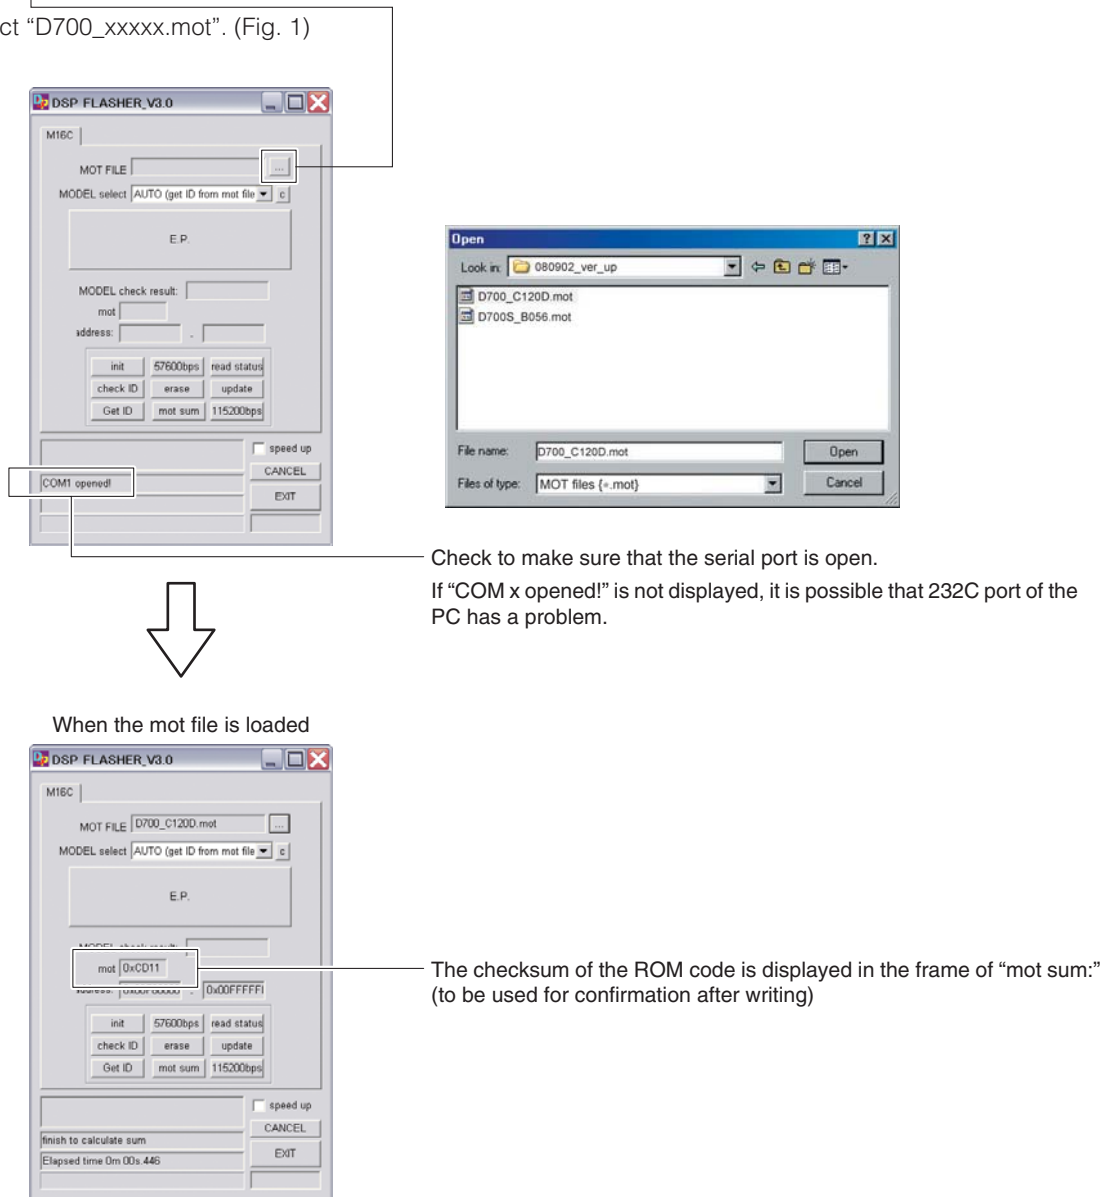 ct “D700_xxxxx.mot”. (Fig. 1)
DSP FLASHER_V3.0
M16C
MOT FILE ...
MODEL select AUTO (get ID from mot file c
E.P.
MODEL check result:
mot
address: -
init 57600bps read status
check ID erase update
Get ID mot sum 115200bps
speed up
CANCEL
COM1 opened!
EXIT
Open
Look in: 080902_ver_up
D700_C120D.mot
D700S_B056.mot
File name: D700_C120D.mot Open
Files of type: MOT files {*.mot} Cancel
Check to make sure that the serial port is open.
If “COM x opened!” is not displayed, it is possible that 232C port of the
PC has a problem.
When the mot file is loaded
DSP FLASHER_V3.0
M16C
MOT FILE D700_C120D.mot ...
MODEL select AUTO (get ID from mot file c
E.P.
MODEL check result:
mot 0xCD11
address: - 0x00FFFFF
init 57600bps read status
check ID erase update
Get ID mot sum 115200bps
speed up
CANCEL
finish to calculate sum
EXIT
Elapsed time 0m 00s.446
The checksum of the ROM code is displayed in the frame of “mot sum:”
(to be used for confirmation after writing)